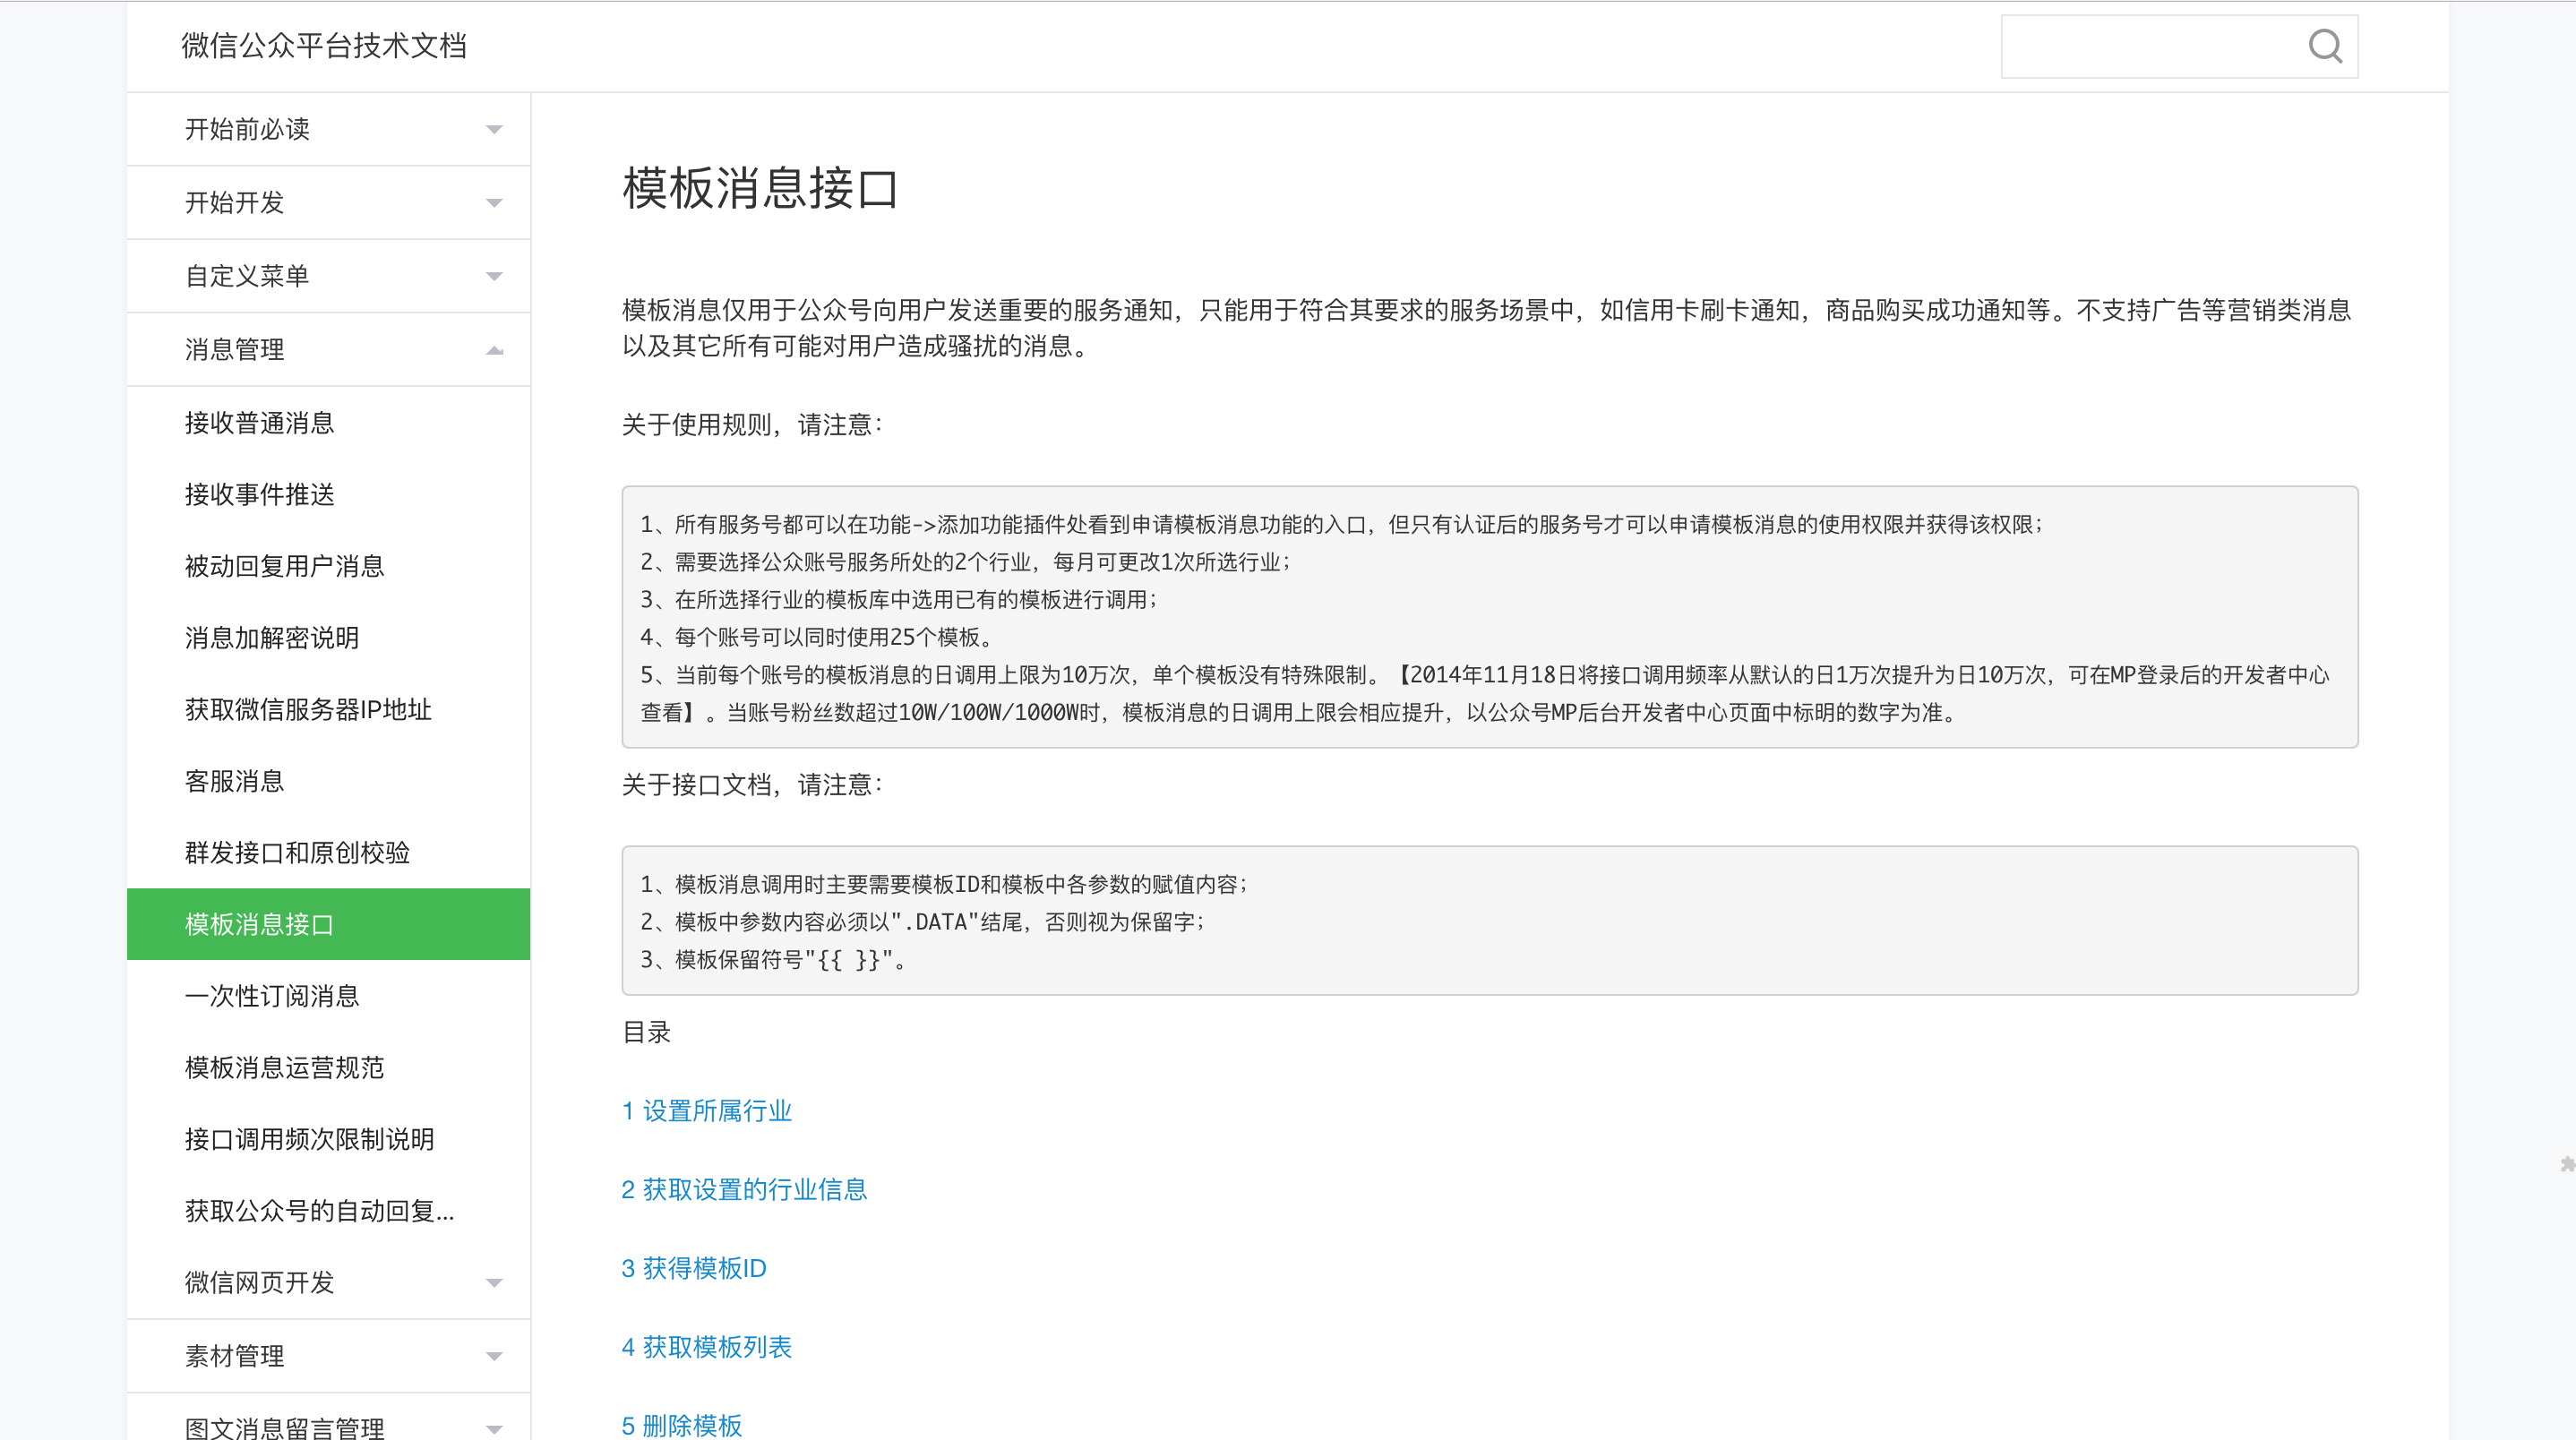 微信公众平台技术文档
开始前必读
开始开发
自定义菜单
消息管理
接收普通消息
接收事件推送
被动回复用户消息
消息加解密说明
获取微信服务器IP地址
客服消息
群发接口和原创校验
模板消息接口
一次性订阅消息
模板消息运营规范
接口调用频次限制说明
获取公众号的自动回复...
微信网页开发
素材管理
图文消息留言管理
模板消息接口
模板消息仅用于公众号向用户发送重要的服务通知，只能用于符合其要求的服务场景中，如信用卡刷卡通知，商品购买成功通知等。不支持广告等营销类消息
以及其它所有可能对用户造成骚扰的消息。
关于使用规则，请注意：
1、所有服务号都可以在功能->添加功能插件处看到申请模板消息功能的入口，但只有认证后的服务号才可以申请模板消息的使用权限并获得该权限；
2、需要选择公众账号服务所处的2个行业，每月可更改1次所选行业；
3、在所选择行业的模板库中选用已有的模板进行调用；
4、每个账号可以同时使用25个模板。
5、当前每个账号的模板消息的日调用上限为10万次，单个模板没有特殊限制。【2014年11月18日将接口调用频率从默认的日1万次提升为日10万次，可在MP登录后的开发者中心
查看】。当账号粉丝数超过10W/100W/1000W时，模板消息的日调用上限会相应提升，以公众号MP后台开发者中心页面中标明的数字为准。
关于接口文档，请注意：
1、模板消息调用时主要需要模板ID和模板中各参数的赋值内容；
2、模板中参数内容必须以".DATA"结尾，否则视为保留字；
3、模板保留符号"{{ }}"。
目录
1 设置所属行业
2 获取设置的行业信息
3 获得模板ID
4 获取模板列表
5 删除模板